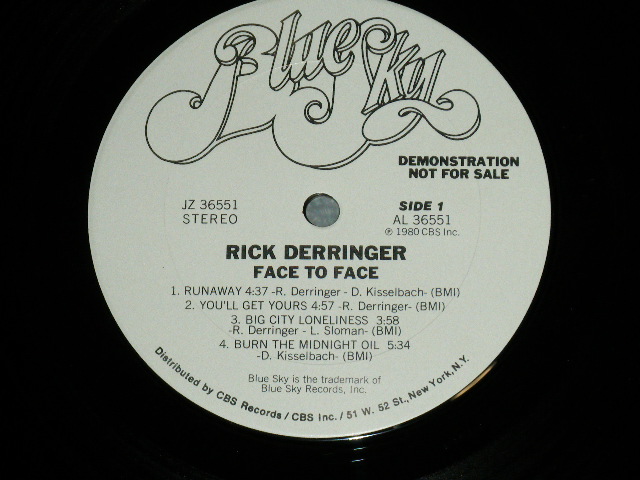 Blue Sky
DEMONSTRATION
NOT FOR SALE
JZ 36551
STEREO
SIDE 1
AL 36551
℗ 1980 CBS Inc.
RICK DERRINGER
FACE TO FACE
1. RUNAWAY 4:37 -R. Derringer - D. Kisselbach- (BMI)
2. YOU'LL GET YOURS 4:57 -R. Derringer- (BMI)
3. BIG CITY LONELINESS 3:58
-R. Derringer - L. Sloman- (BMI)
4. BURN THE MIDNIGHT OIL 5:34
-D. Kisselbach- (BMI)
Blue Sky is the trademark of
Blue Sky Records, Inc.
Distributed by CBS Records / CBS Inc. / 51 W. 52 St., New York, N.Y.